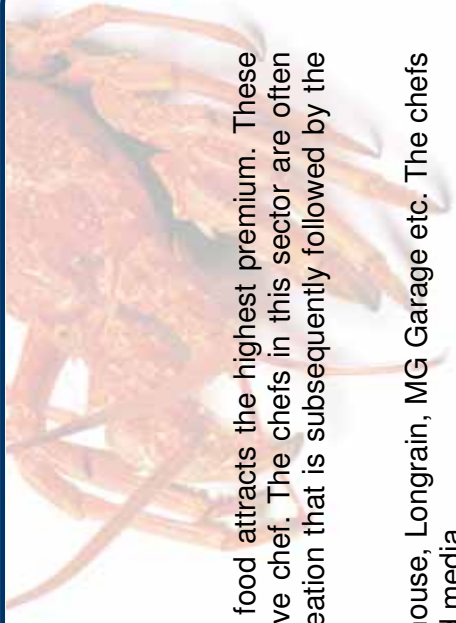 food attracts the highest premium. These
ve chef. The chefs in this sector are often
eation that is subsequently followed by the
ouse, Longrain, MG Garage etc. The chefs
d media